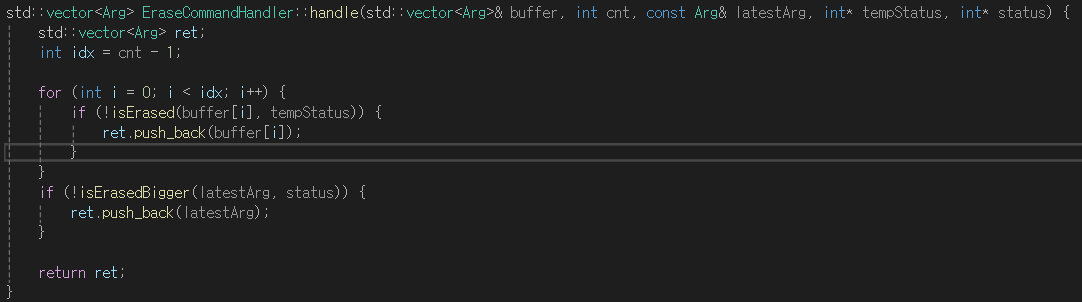 std::vector<Arg> EraseCommandHandler::handle(std::vector<Arg>& buffer, int cnt, const Arg& latestArg, int* tempStatus, int* status) {
    std::vector<Arg> ret;
    int idx = cnt - 1;

    for (int i = 0; i < idx; i++) {
        if (!isErased(buffer[i], tempStatus)) {
            ret.push_back(buffer[i]);
        }
    }
    if (!isErasedBigger(latestArg, status)) {
        ret.push_back(latestArg);
    }

    return ret;
}